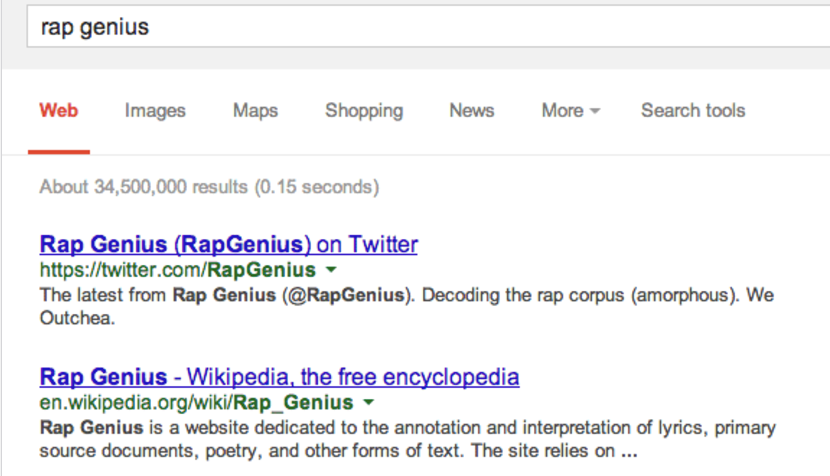 rap genius
Web Images Maps Shopping News More Search tools
About 34,500,000 results (0.15 seconds)
Rap Genius (RapGenius) on Twitter
https://twitter.com/RapGenius
The latest from Rap Genius (@RapGenius). Decoding the rap corpus (amorphous). We
Outchea.
Rap Genius - Wikipedia, the free encyclopedia
en.wikipedia.org/wiki/Rap_Genius
Rap Genius is a website dedicated to the annotation and interpretation of lyrics, primary
source documents, poetry, and other forms of text. The site relies on ...